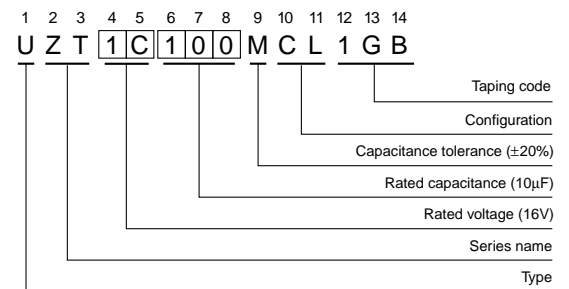 1 2 3 4 5 6 7 8 9 10 11 12 13 14
U Z T 1 C 1 0 0 M C L 1 G B
Taping code
Configuration
Capacitance tolerance (±20%)
Rated capacitance (10µF)
Rated voltage (16V)
Series name
Type